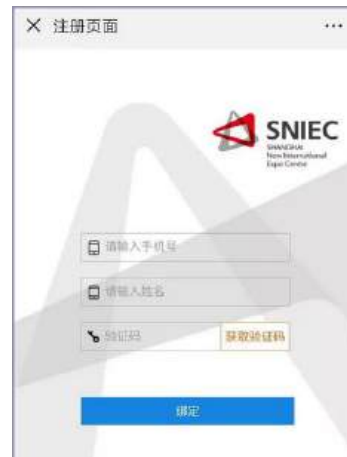 注册页面
SNIEC
SHANGHAI
New International
Expo Centre
请输入手机号
请输入姓名
验证码
获取验证码
绑定